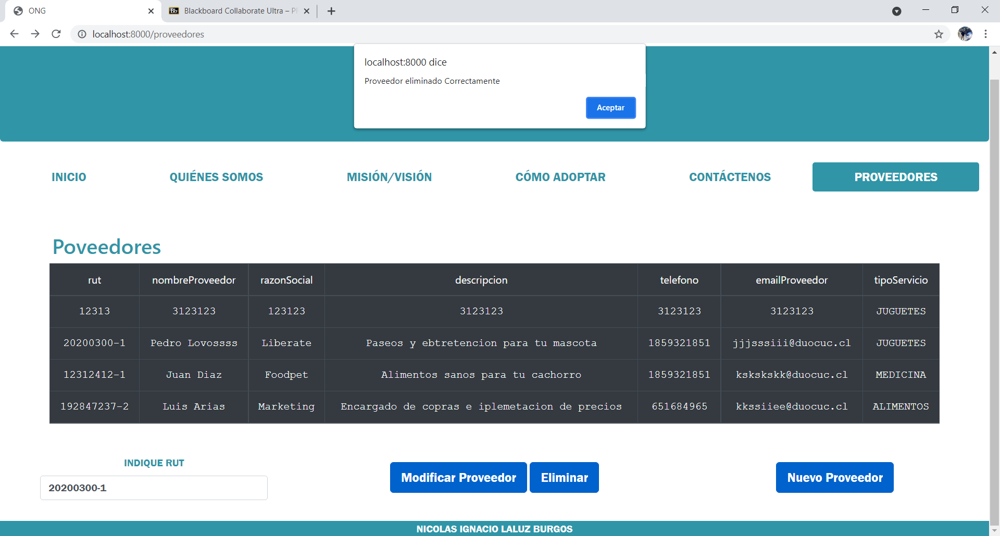 ONG
Blackboard Collaborate Ultra – P
localhost:8000/proveedores
localhost:8000 dice
Proveedor eliminado Correctamente
Aceptar
INICIO QUIÉNES SOMOS MISIÓN/VISIÓN CÓMO ADOPTAR CONTÁCTENOS PROVEEDORES
Poveedores
rut nombreProveedor razonSocial descripcion telefono emailProveedor tipoServicio
12313 3123123 123123 3123123 3123123 3123123 JUGUETES
20200300-1 Pedro Lovossss Liberate Paseos y ebtretencion para tu mascota 1859321851 jjjsssiii@duocuc.cl JUGUETES
12312412-1 Juan Diaz Foodpet Alimentos sanos para tu cachorro 1859321851 kskskskk@duocuc.cl MEDICINA
192847237-2 Luis Arias Marketing Encargado de copras e iplemetacion de precios 651684965 kkssiiee@duocuc.cl ALIMENTOS
INDIQUE RUT
20200300-1
Modificar Proveedor Eliminar Nuevo Proveedor
NICOLAS IGNACIO LALUZ BURGOS